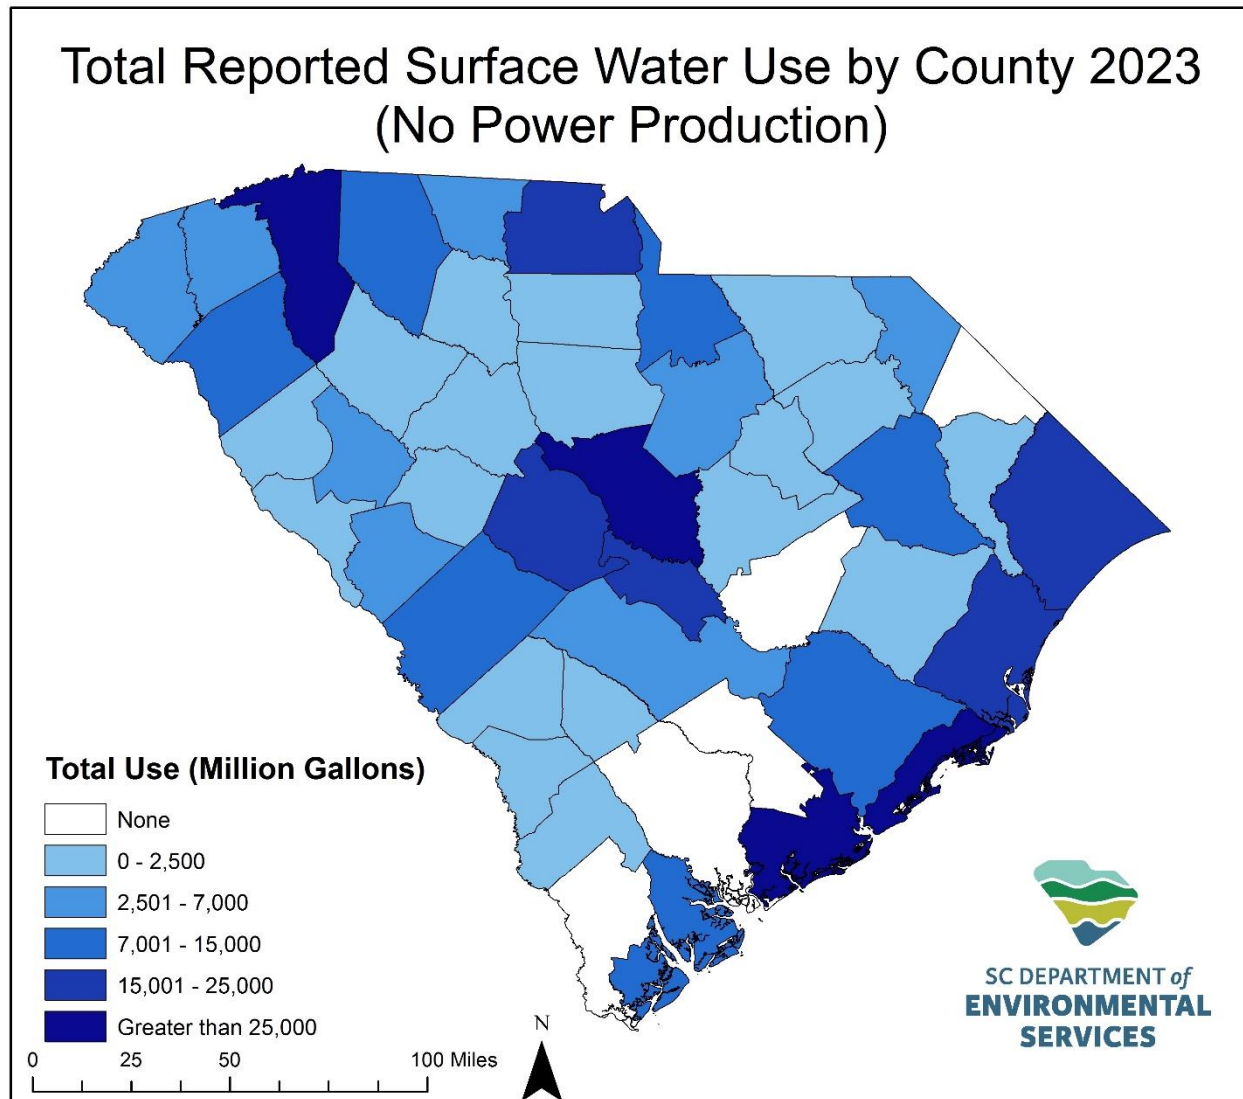 Total Reported Surface Water Use by County 2023
(No Power Production)
Total Use (Million Gallons)
None
0 - 2,500
2,501 - 7,000
7,001 - 15,000
15,001 - 25,000
Greater than 25,000
0 25 50 100 Miles
N
SC DEPARTMENT of
ENVIRONMENTAL
SERVICES